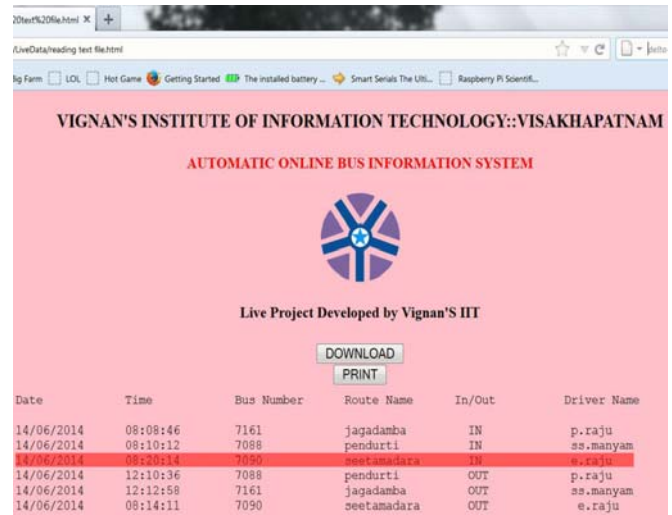 20text%20file.html X +
/LiveData/reading text file.html
ig Farm LOL Hot Game Getting Started The installed battery ... Smart Serials The Ulti... Raspberry Pi Scientifi...
VIGNAN'S INSTITUTE OF INFORMATION TECHNOLOGY::VISAKHAPATNAM
AUTOMATIC ONLINE BUS INFORMATION SYSTEM
Live Project Developed by Vignan'S IIT
DOWNLOAD
PRINT
Date Time Bus Number Route Name In/Out Driver Name
14/06/2014 08:08:46 7161 jagadamba IN p.raju
14/06/2014 08:10:12 7088 pendurti IN ss.manyam
14/06/2014 08:20:14 7090 seetamadara IN e.raju
14/06/2014 12:10:36 7088 pendurti OUT p.raju
14/06/2014 12:12:58 7161 jagadamba OUT ss.manyam
14/06/2014 08:14:11 7090 seetamadara OUT e.raju